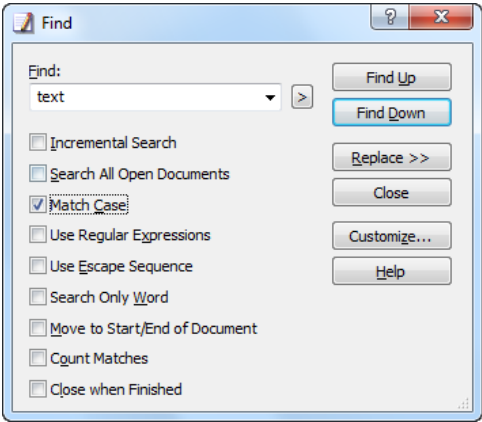 Find
Find:
text
>
Incremental Search
Search All Open Documents
Match Case
Use Regular Expressions
Use Escape Sequence
Search Only Word
Move to Start/End of Document
Count Matches
Close when Finished
Find Up
Find Down
Replace >>
Close
Customize...
Help